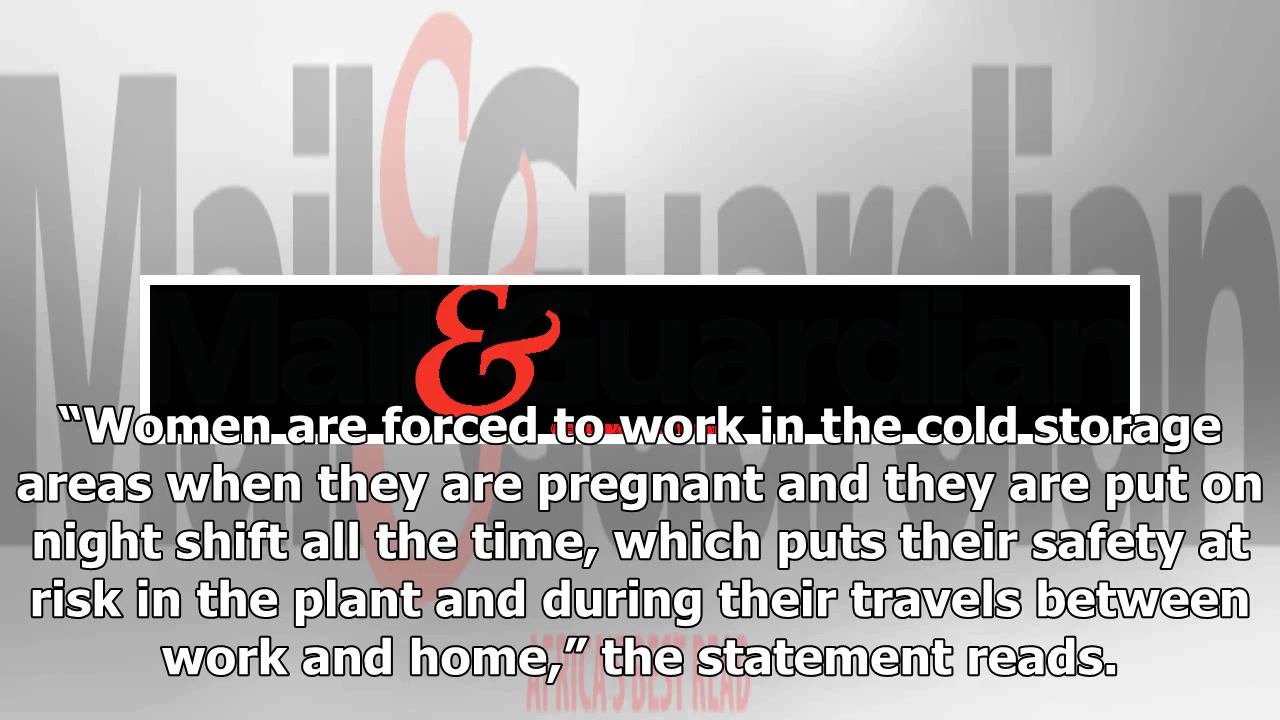 Mail & Guardian
Mail & Guardian
“Women are forced to work in the cold storage
areas when they are pregnant and they are put on
night shift all the time, which puts their safety at
risk in the plant and during their travels between
work and home,” the statement reads.
AFRICA'S BEST READ